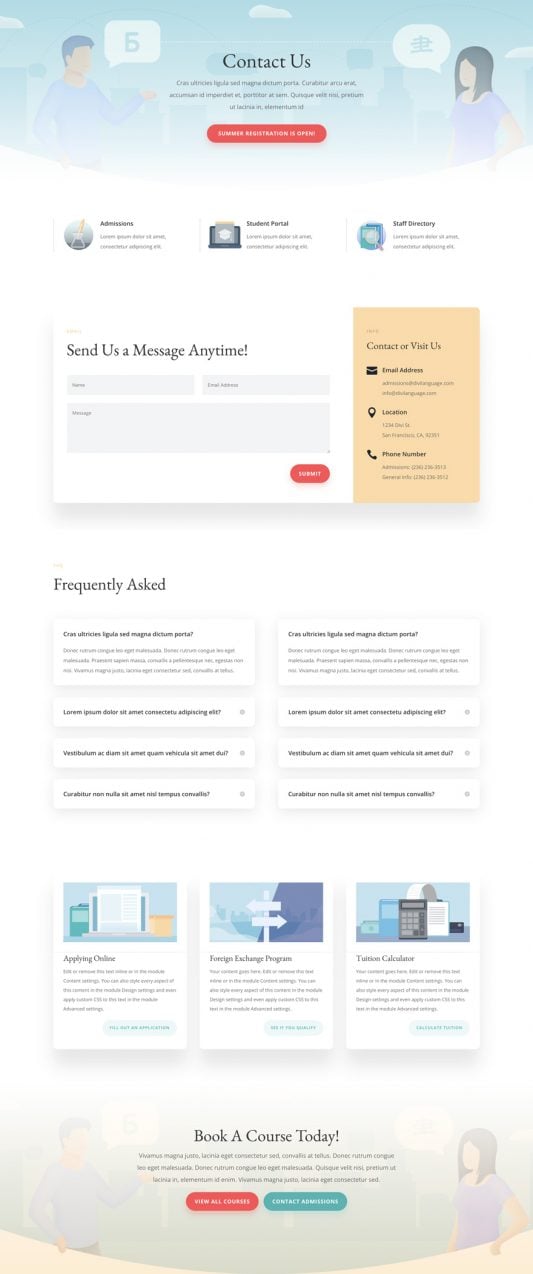 Б
Contact Us
Cras ultricies ligula sed magna dictum porta. Curabitur arcu erat,
accumsan id imperdiet et, porttitor at sem. Quisque velit nisi, pretium
ut lacinia in, elementum id
SUMMER REGISTRATION IS OPEN!
Admissions
Lorem ipsum dolor sit amet,
consectetur adipiscing elit.
Student Portal
Lorem ipsum dolor sit amet,
consectetur adipiscing elit.
Staff Directory
Lorem ipsum dolor sit amet,
consectetur adipiscing elit.
Send Us a Message Anytime!
Name
Email Address
Message
SUBMIT
INFO
Contact or Visit Us
Email Address
admissions@divilanguage.com
info@divilanguage.com
Location
1234 Divi St.
San Francisco, CA, 92351
Phone Number
Admissions: (236) 236-3513
General Info: (236) 236-3512
FAQ
Frequently Asked
Cras ultricies ligula sed magna dictum porta?
Donec rutrum congue leo eget malesuada. Donec rutrum congue leo eget
malesuada. Praesent sapien massa, convallis a pellentesque nec, egestas non
nisi. Vivamus magna justo, lacinia eget consectetur sed, convallis at tellus.
Lorem ipsum dolor sit amet consectetu adipiscing elit?
Vestibulum ac diam sit amet quam vehicula sit amet dui?
Curabitur non nulla sit amet nisl tempus convallis?
Cras ultricies ligula sed magna dictum porta?
Donec rutrum congue leo eget malesuada. Donec rutrum congue leo eget
malesuada. Praesent sapien massa, convallis a pellentesque nec, egestas non
nisi. Vivamus magna justo, lacinia eget consectetur sed, convallis at tellus.
Lorem ipsum dolor sit amet consectetu adipiscing elit?
Vestibulum ac diam sit amet quam vehicula sit amet dui?
Curabitur non nulla sit amet nisl tempus convallis?
Applying Online
Edit or remove this text inline or in the module
Content settings. You can also style every aspect of
this content in the module Design settings and even
apply custom CSS to this text in the module
Advanced settings.
FILL OUT AN APPLICATION
Foreign Exchange Program
Your content goes here. Edit or remove this text
inline or in the module Content settings. You can
also style every aspect of this content in the module
Design settings and even apply custom CSS to this
text in the module Advanced settings.
SEE IF YOU QUALIFY
Tuition Calculator
Your content goes here. Edit or remove this text
inline or in the module Content settings. You can
also style every aspect of this content in the module
Design settings and even apply custom CSS to this
text in the module Advanced settings.
CALCULATE TUITION
Б
Book A Course Today!
Vivamus magna justo, lacinia eget consectetur sed, convallis at tellus. Donec rutrum congue
leo eget malesuada. Donec rutrum congue leo eget malesuada. Quisque velit nisi, pretium ut
lacinia in, elementum id enim. Vivamus magna justo, lacinia eget consectetur sed.
VIEW ALL COURSES
CONTACT ADMISSIONS